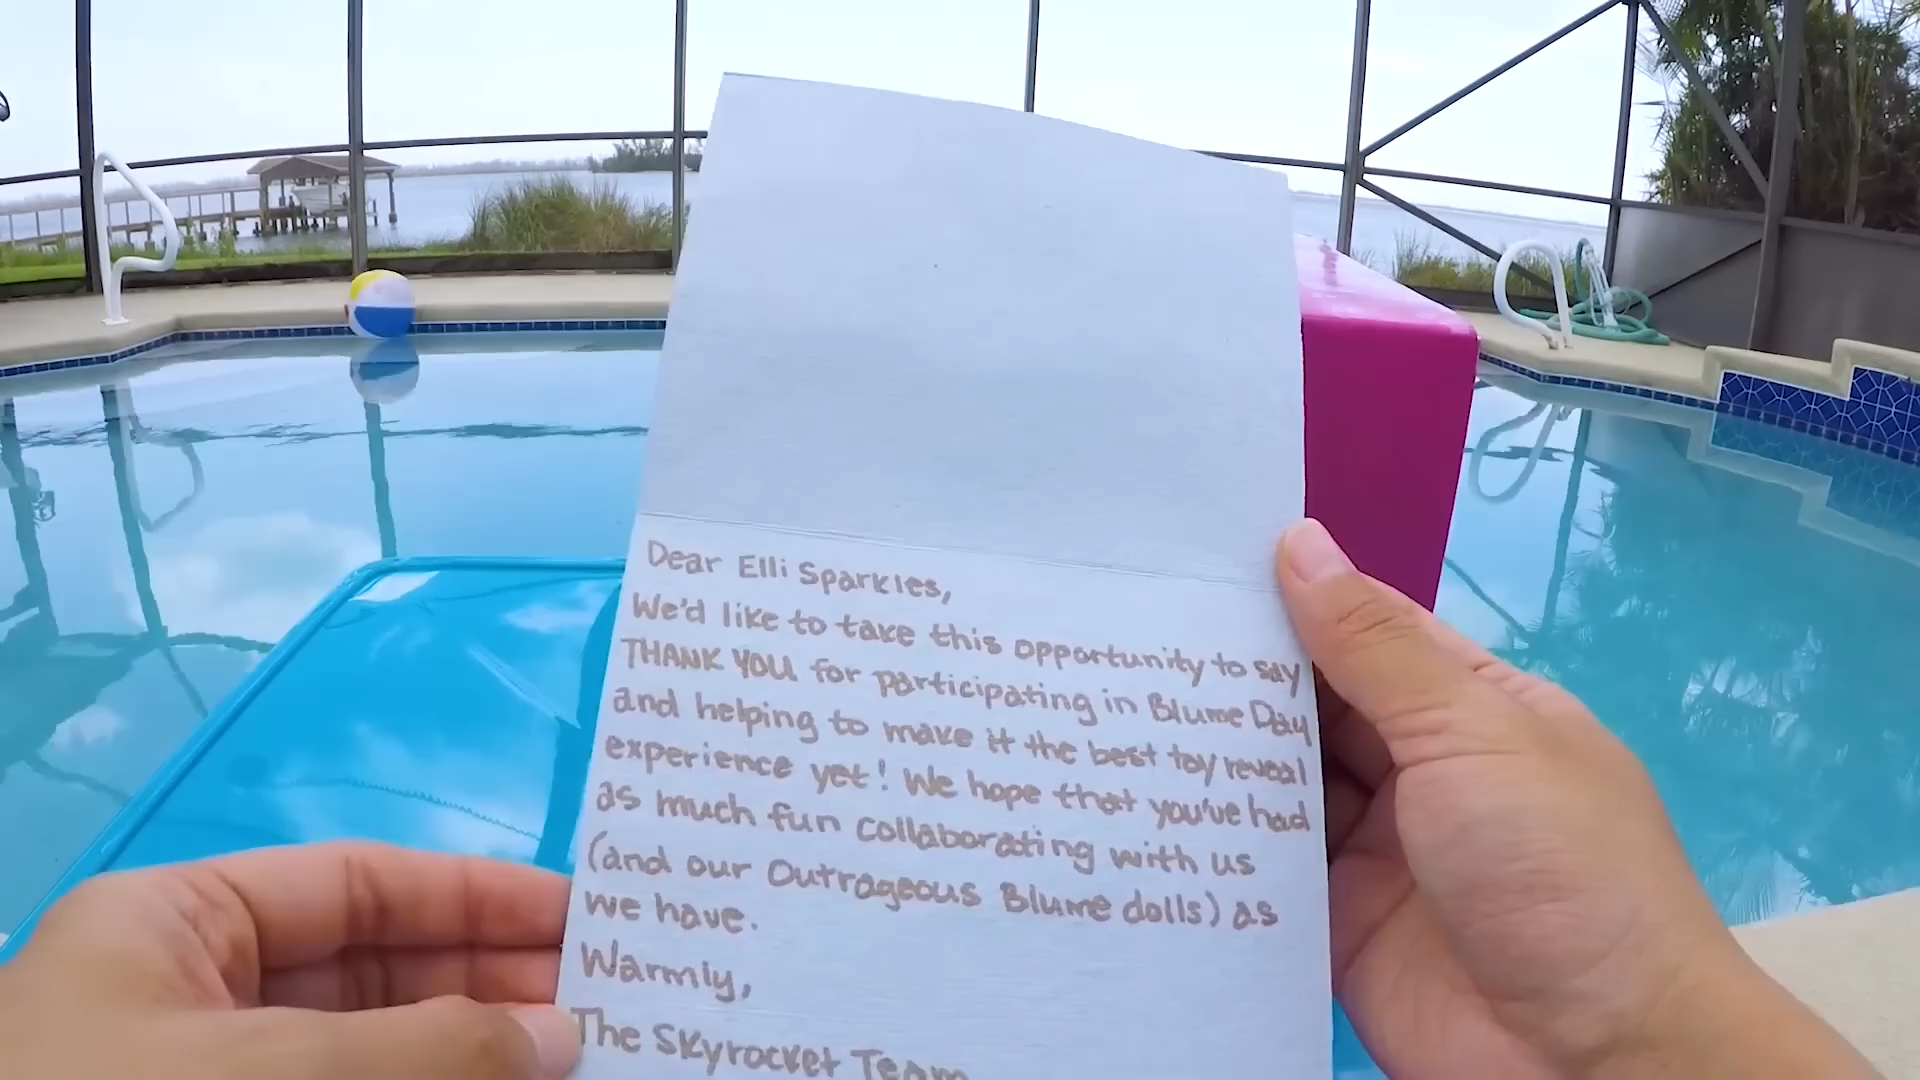 Dear Elli Sparkles,
We'd like to take this opportunity to say
THANK YOU for participating in Blume Day
and helping to make it the best toy reveal
experience yet! We hope that you've had
as much fun collaborating with us
(and our Outrageous Blume dolls) as
we have.
Warmly,
The Skyrocket Team